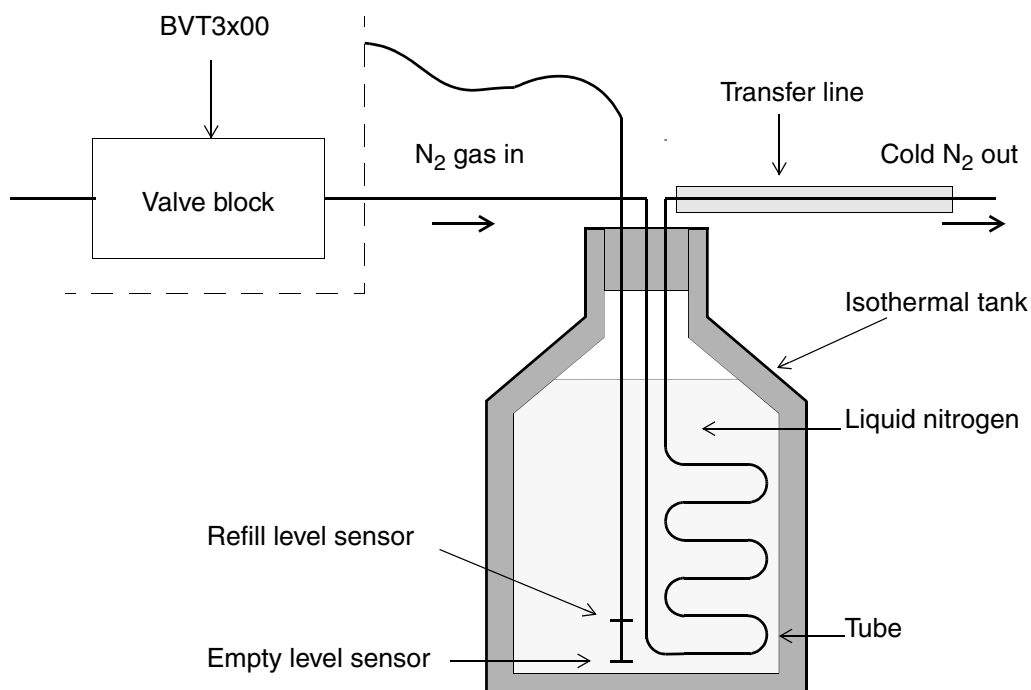 BVT3x00
Transfer line
N2 gas in
Cold N2 out
Valve block
Isothermal tank
Liquid nitrogen
Refill level sensor
Tube
Empty level sensor